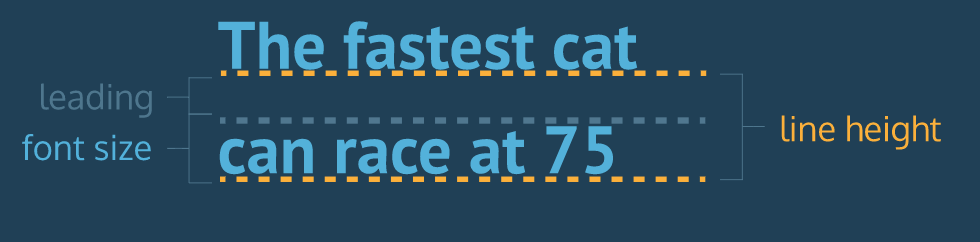 The fastest cat
leading
font size
can race at 75
line height